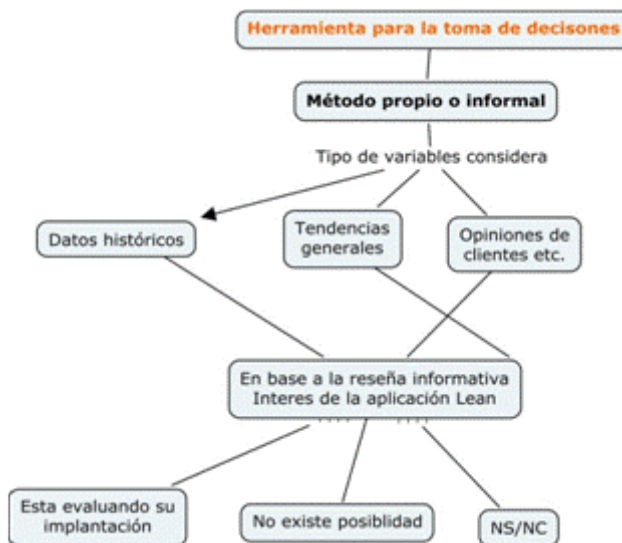 Herramienta para la toma de decisones
Método propio o informal
Tipo de variables considera
Datos históricos
Tendencias
generales
Opiniones de
clientes etc.
En base a la reseña informativa
Interes de la aplicación Lean
Esta evaluando su
implantación
No existe posiblidad
NS/NC